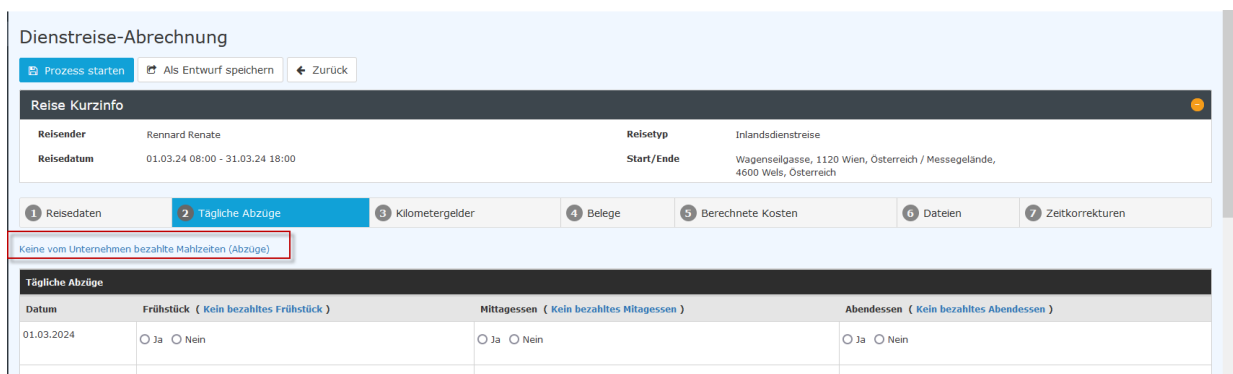 Dienstreise-Abrechnung
Prozess starten Als Entwurf speichern Zurück
Reise Kurzinfo
Reisender Rennard Renate Reisetyp Inlandsdienstreise
Reisedatum 01.03.24 08:00 - 31.03.24 18:00 Start/Ende Wagenseilgasse, 1120 Wien, Österreich / Messegelände,
4600 Wels, Österreich
1 Reisedaten 2 Tägliche Abzüge 3 Kilometergelder 4 Belege 5 Berechnete Kosten 6 Dateien 7 Zeitkorrekturen
Keine vom Unternehmen bezahlte Mahlzeiten (Abzüge)
Tägliche Abzüge
Datum Frühstück ( Kein bezahltes Frühstück ) Mittagessen ( Kein bezahltes Mitagessen ) Abendessen ( Kein bezahltes Abendessen )
01.03.2024 Ja Nein Ja Nein Ja Nein